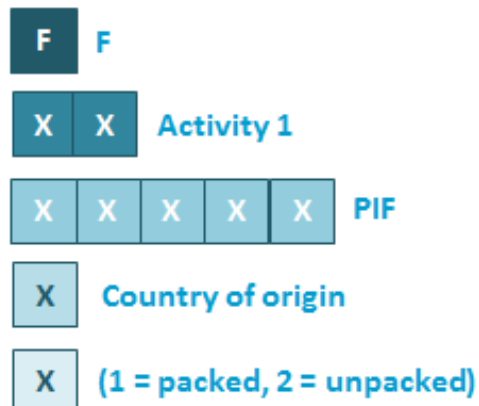 F F
X X Activity 1
X X X X X PIF
X Country of origin
X (1 = packed, 2 = unpacked)